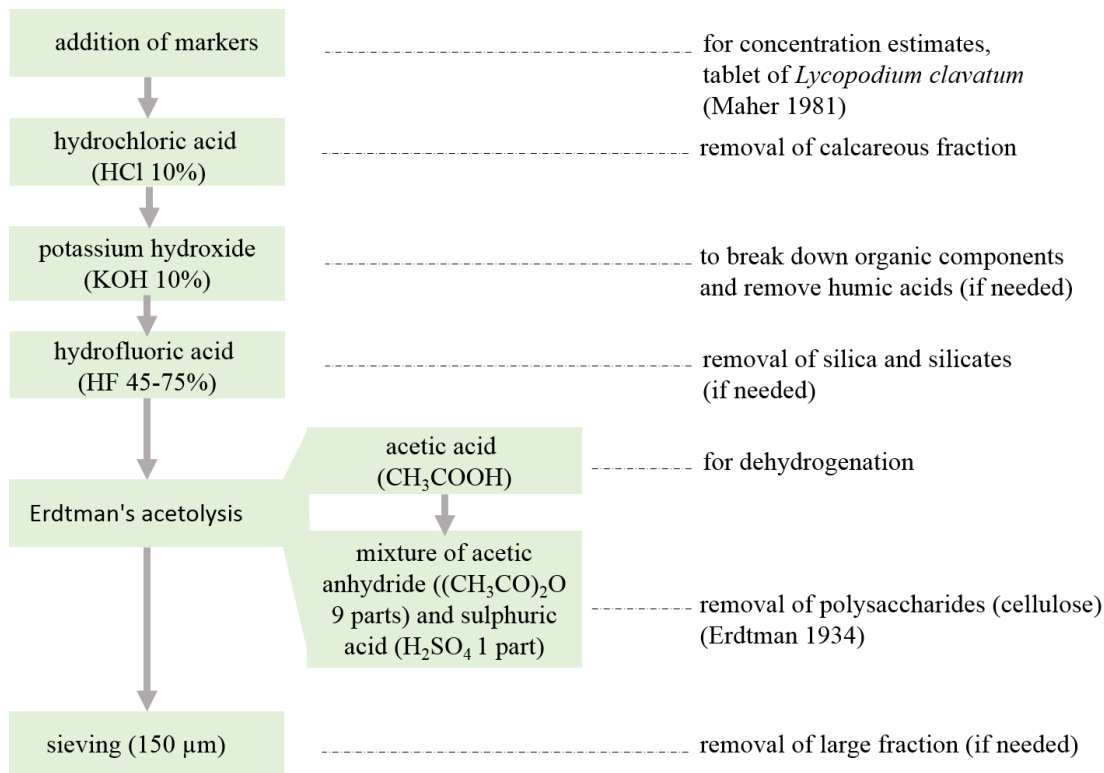 addition of markers
for concentration estimates,
tablet of Lycopodium clavatum
(Maher 1981)
hydrochloric acid
(HCl 10%)
removal of calcareous fraction
potassium hydroxide
(KOH 10%)
to break down organic components
and remove humic acids (if needed)
hydrofluoric acid
(HF 45-75%)
removal of silica and silicates
(if needed)
Erdtman's acetolysis
acetic acid
(CH₃COOH)
for dehydrogenation
mixture of acetic
anhydride ((CH₃CO)₂O
9 parts) and sulphuric
acid (H₂SO₄ 1 part)
removal of polysaccharides (cellulose)
(Erdtman 1934)
sieving (150 µm)
removal of large fraction (if needed)